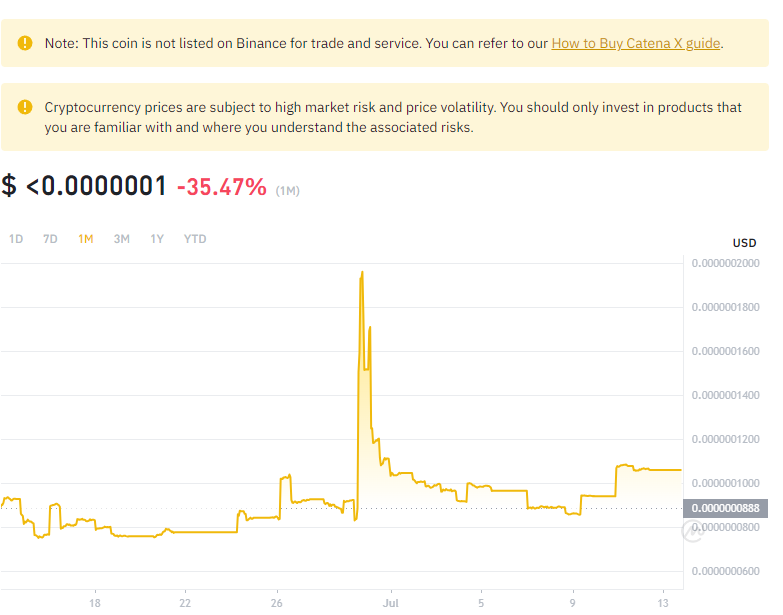 Note: This coin is not listed on Binance for trade and service. You can refer to our How to Buy Catena X guide.
Cryptocurrency prices are subject to high market risk and price volatility. You should only invest in products that
you are familiar with and where you understand the associated risks.
$ <0.0000001 -35.47% (1M)
1D 7D 1M 3M 1Y YTD
USD
0.0000002000
0.0000001800
0.0000001600
0.0000001400
0.0000001200
0.0000001000
0.0000000888
0.0000000800
0.0000000600
18 22 26 Jul 5 9 13